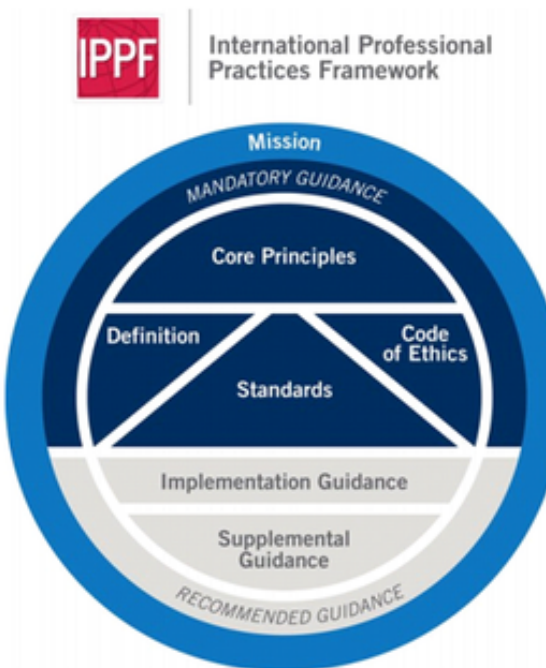 IPPF
International Professional
Practices Framework
Mission
MANDATORY GUIDANCE
Core Principles
Definition
Code
of Ethics
Standards
Implementation Guidance
Supplemental
Guidance
RECOMMENDED GUIDANCE